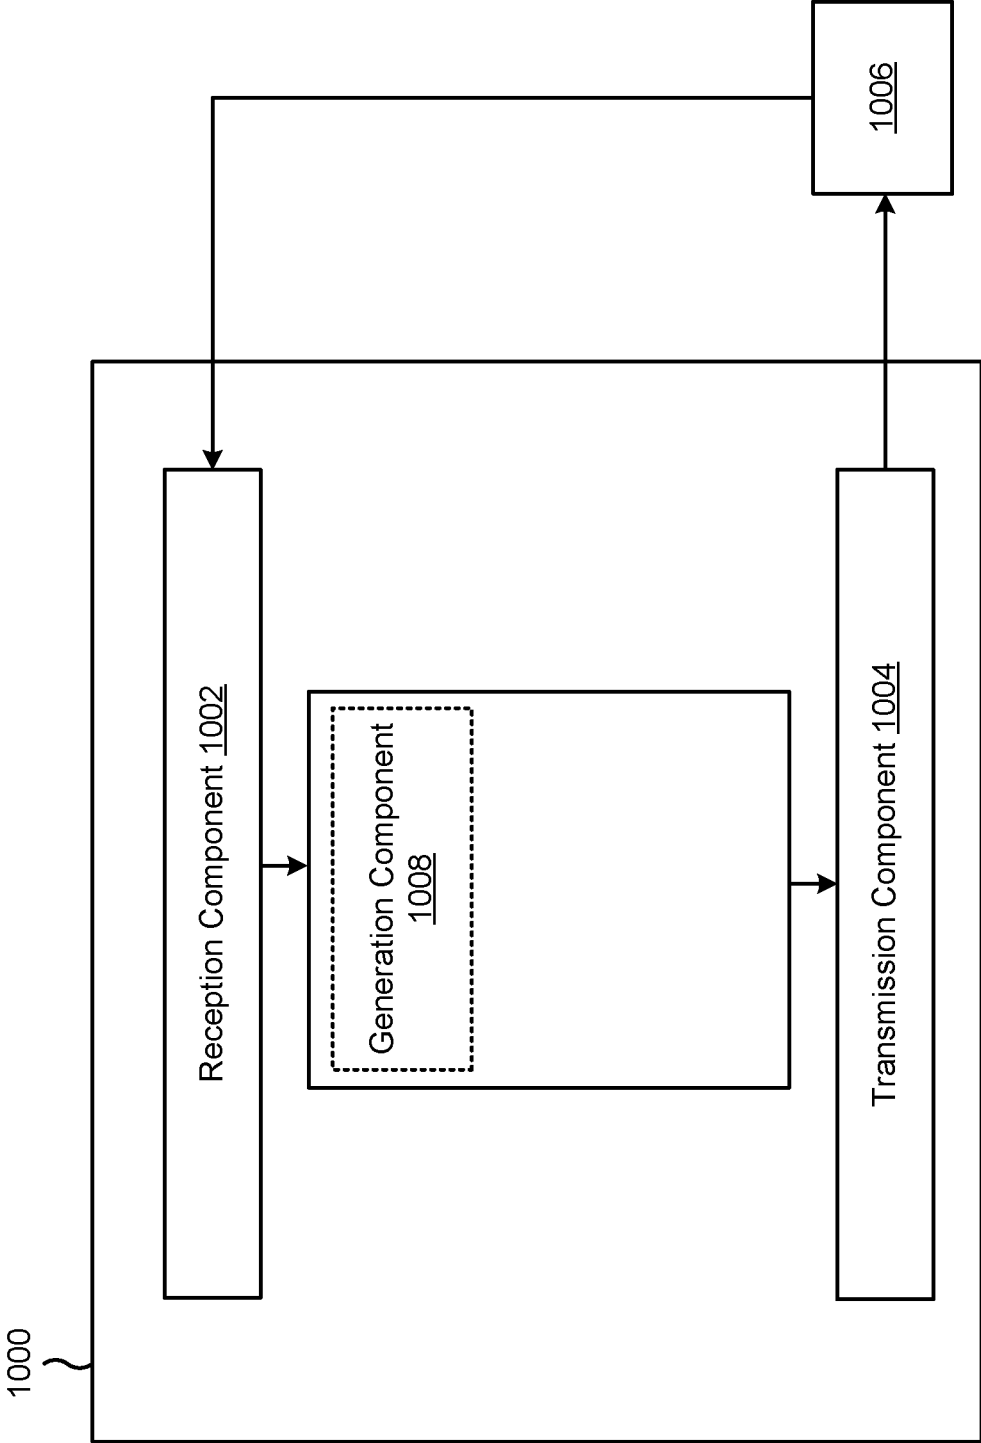 1000
Reception Component 1002
Generation Component
1008
Transmission Component 1004
1006